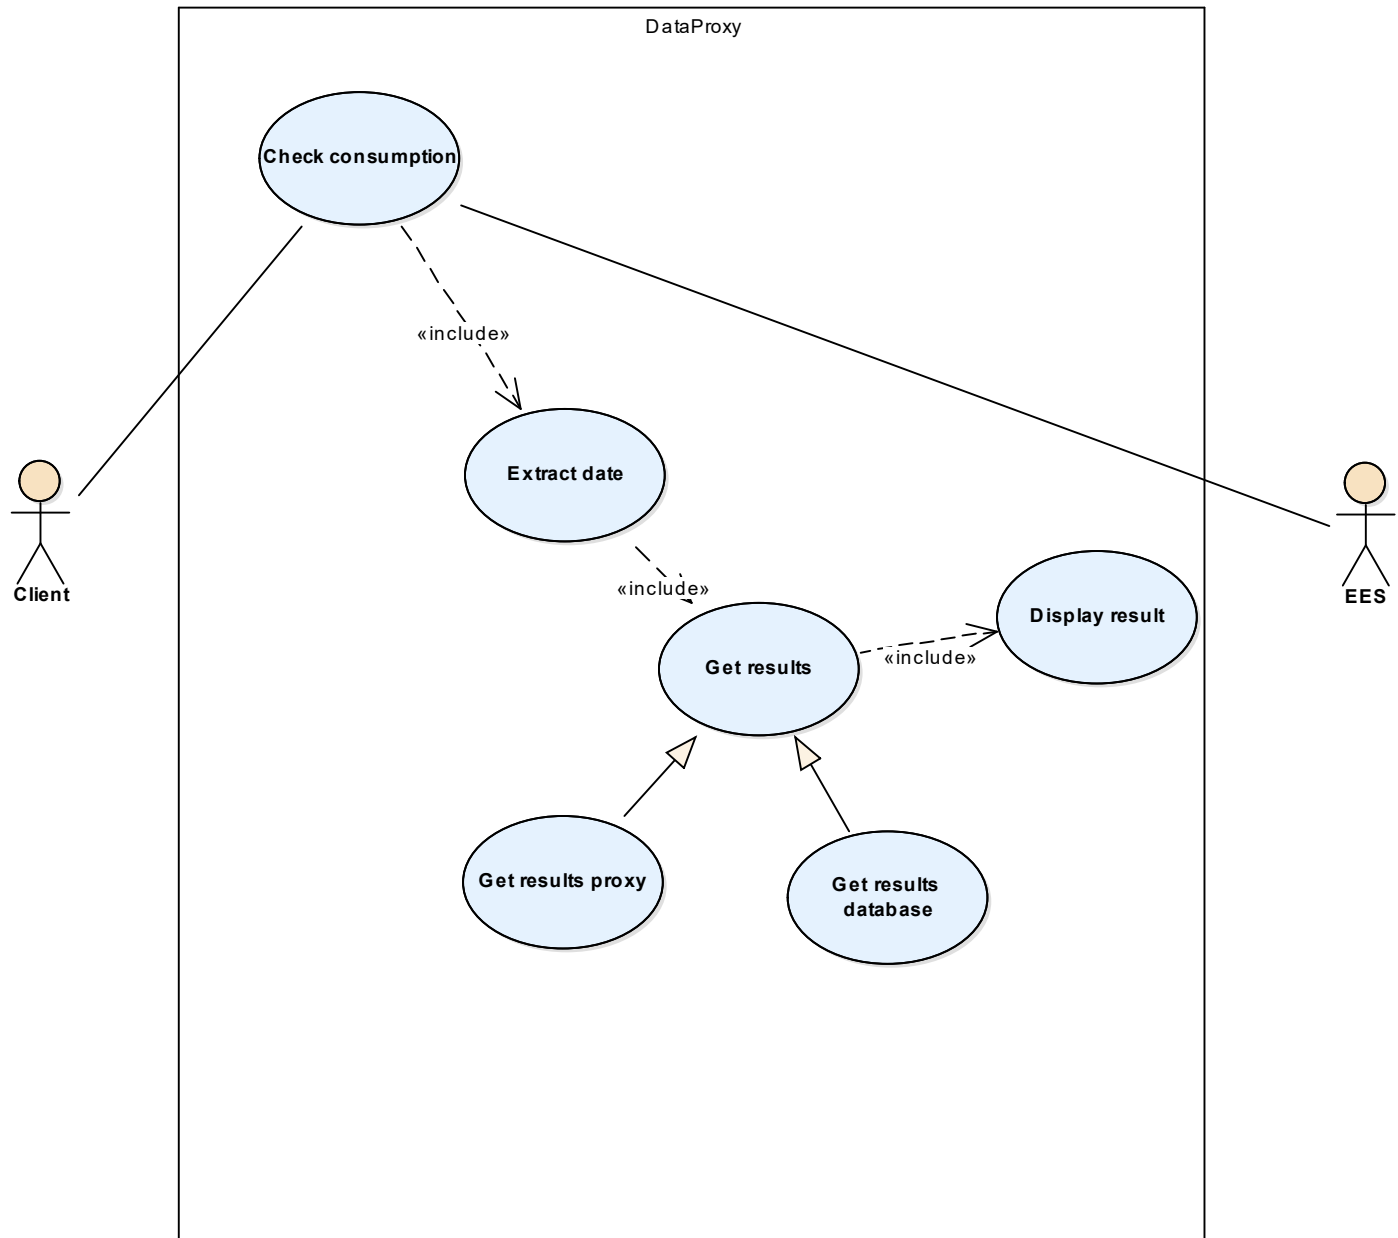 DataProxy
Check consumption
«include»
Extract date
Client
EES
«include»
Display result
Get results
«include»
Get results proxy
Get results
database